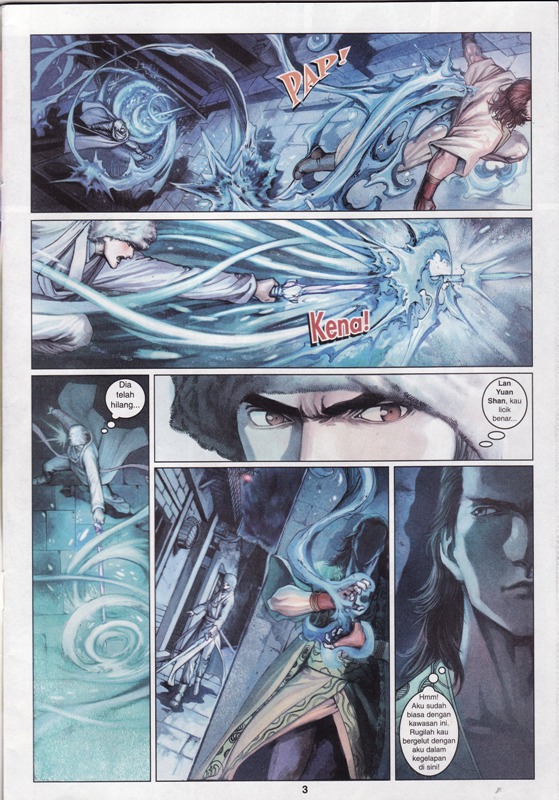 PAP!
Kena!
Dia
telah
hilang...
Lan
Yuan
Shan, kau
licik
benar...
Hmm!
Aku sudah
biasa dengan
kawasan ini.
Rugilah kau
bergelut dengan
aku dalam
kegelapan
di sini!
3